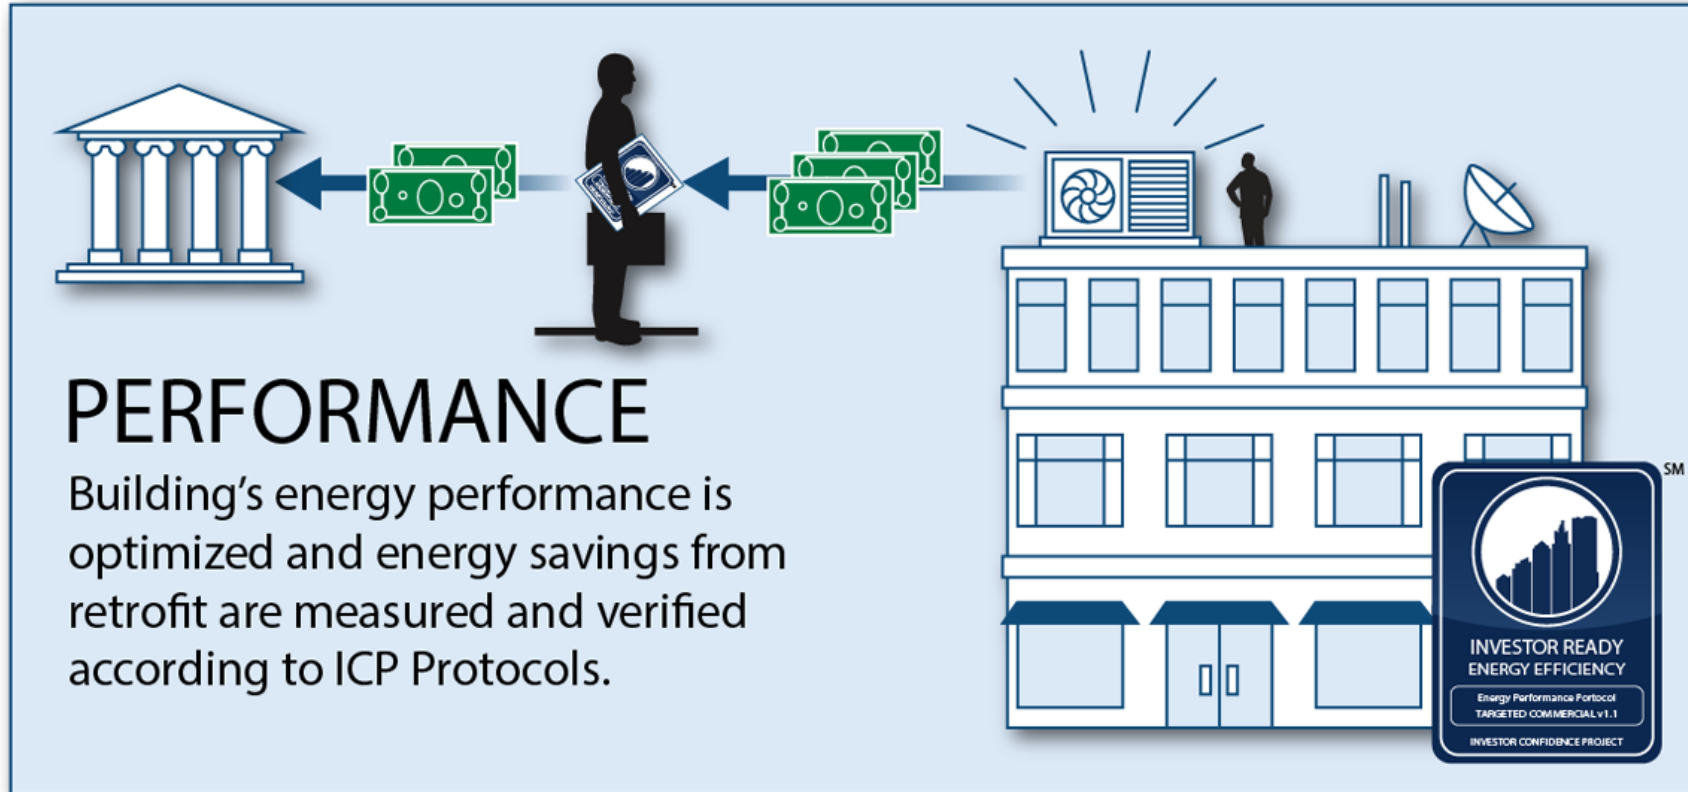 PERFORMANCE
Building's energy performance is
optimized and energy savings from
retrofit are measured and verified
according to ICP Protocols.
SM
INVESTOR READY
ENERGY EFFICIENCY
Energy Performance Portocol
TARGETED COMMERCIAL v1.1
INVESTOR CONFIDENCE PROJECT